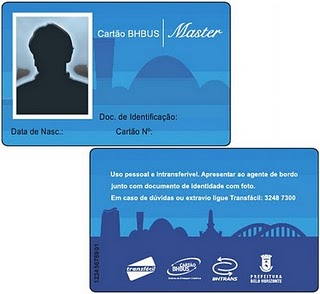 Cartão BHBUS Master
Doc. de Identificação:
Data de Nasc.: Cartão Nº:
Uso pessoal e intransferível. Apresentar ao agente de bordo
junto com documento de identidade com foto.
Em caso de dúvidas ou extravio ligue Transfácil: 3248 7300
transfácil
CARTÃO
BHBUS
BHTRANS
PREFEITURA
BELO HORIZONTE